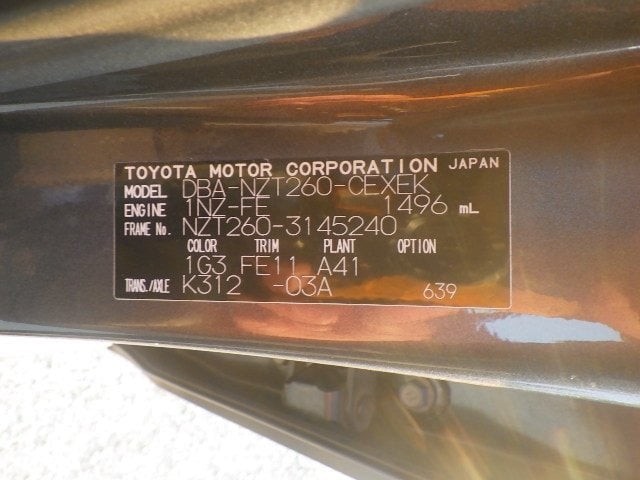 TOYOTA MOTOR CORPORATION JAPAN
MODEL DBA-NZT260-CEXEK
ENGINE 1NZ-FE 1496 mL
FRAME No. NZT260-3145240
COLOR TRIM PLANT OPTION
1G3 FE11 A41
TRANS./AXLE K312 -03A 639